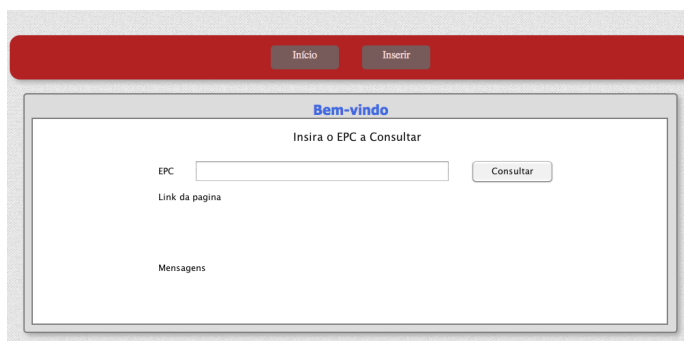 Início Inserir
Bem-vindo
Insira o EPC a Consultar
EPC Consultar
Link da pagina
Mensagens